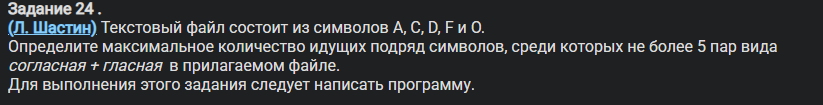 Задание 24 .
(Л. Шастин) Текстовый файл состоит из символов A, C, D, F и O.
Определите максимальное количество идущих подряд символов, среди которых не более 5 пар вида
согласная + гласная в прилагаемом файле.
Для выполнения этого задания следует написать программу.